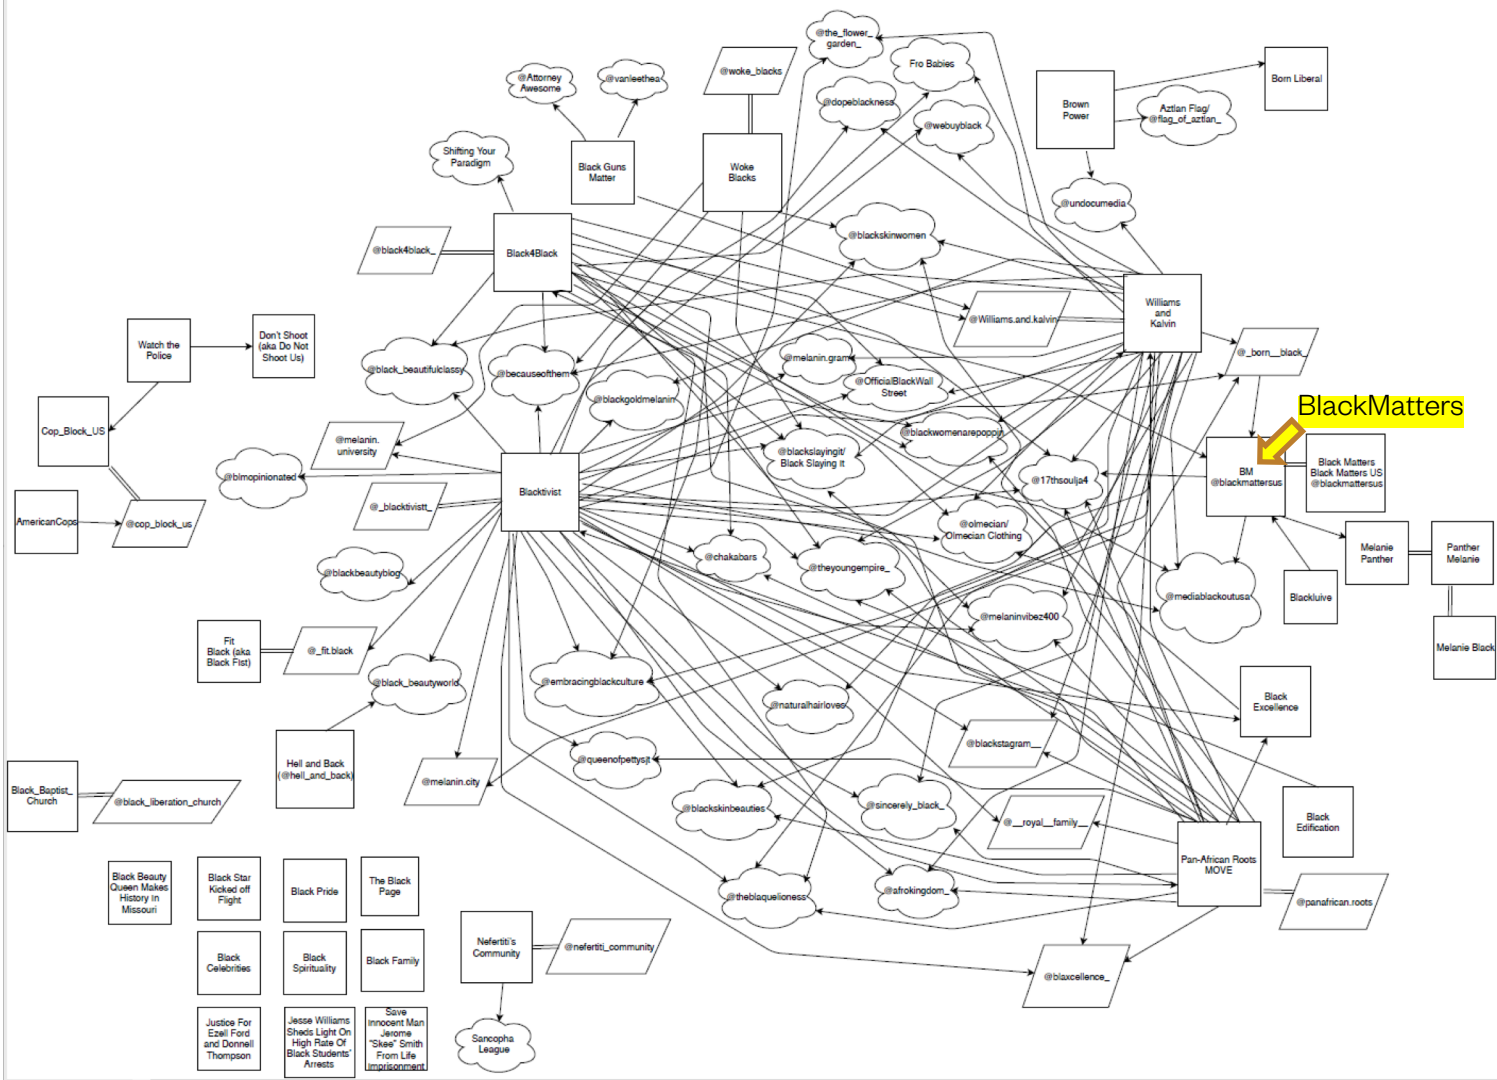 @the_flower_
garden_
Fro Babies
@woke_blacks
@Attorney
Awesome
@vanleethea
@dopeblackness
@webuyblack
Brown
Power
Born Liberal
Aztlan Flag/
@flag_of_aztlan_
Shifting Your
Paradigm
Black Guns
Matter
Woke
Blacks
@undocumedia
@black4black_
Black4Black
@blackskinwomen
Williams
and
Kalvin
@Williams.and.kalvin
Watch the
Police
Don't Shoot
(aka Do Not
Shoot Us)
@black_beautifulclassy
@becauseofthem
@melanin.gram
@_born__black_
@OfficialBlackWall
Street
@blackgoldmelanin
BlackMatters
Cop_Block_US
@melanin.
university
@blackwomenarepoppin
@blackslayingit/
Black Slaying It
@blmopinionated
@17thsoulja4
BM
@blackmattersus
Black Matters
Black Matters US
@blackmattersus
Blacktivist
@_blacktivistt_
AmericanCops
@cop_block_us
@olmecian/
Olmecian Clothing
@chakabars
@theyoungempire_
Melanie
Panther
Panther
Melanie
@blackbeautyblog
@mediablackoutusa
Blackluive
@melaninvibez400
Fit
Black (aka
Black Fist)
@_fit.black
Melanie Black
@black_beautyworld
@embracingblackculture
@naturalhairloves
Black
Excellence
@blackstagram__
@queenofpettysjt
Hell and Back
(@hell_and_back)
@melanin.city
Black_Baptist_
Church
@black_liberation_church
@blackskinbeauties
@sincerely_black_
@__royal__family__
Black
Edification
Pan-African Roots
MOVE
@panafrican.roots
@theblaquelioness
@afrokingdom_
Black Beauty
Queen Makes
History In
Missouri
Black Star
Kicked off
Flight
Black Pride
The Black
Page
Nefertiti's
Community
@nefertiti_community
Black
Celebrities
Black
Spirituality
Black Family
@blaxcellence_
Justice For
Ezell Ford
and Donnell
Thompson
Jesse Williams
Sheds Light On
High Rate Of
Black Students'
Arrests
Save
Innocent Man
Jerome
"Skee" Smith
From Life
Imprisonment
Sancopha
League